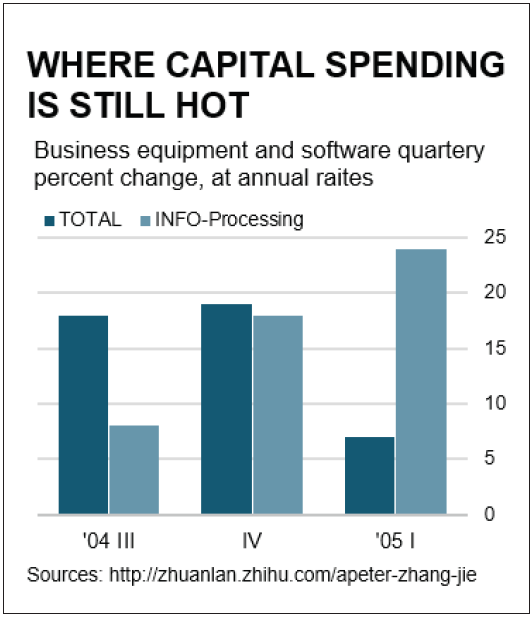 WHERE CAPITAL SPENDING
IS STILL HOT
Business equipment and software quartery
percent change, at annual raites
TOTAL INFO-Processing
25
20
15
10
5
0
'04 III IV '05 I
Sources: http://zhuanlan.zhihu.com/apeter-zhang-jie